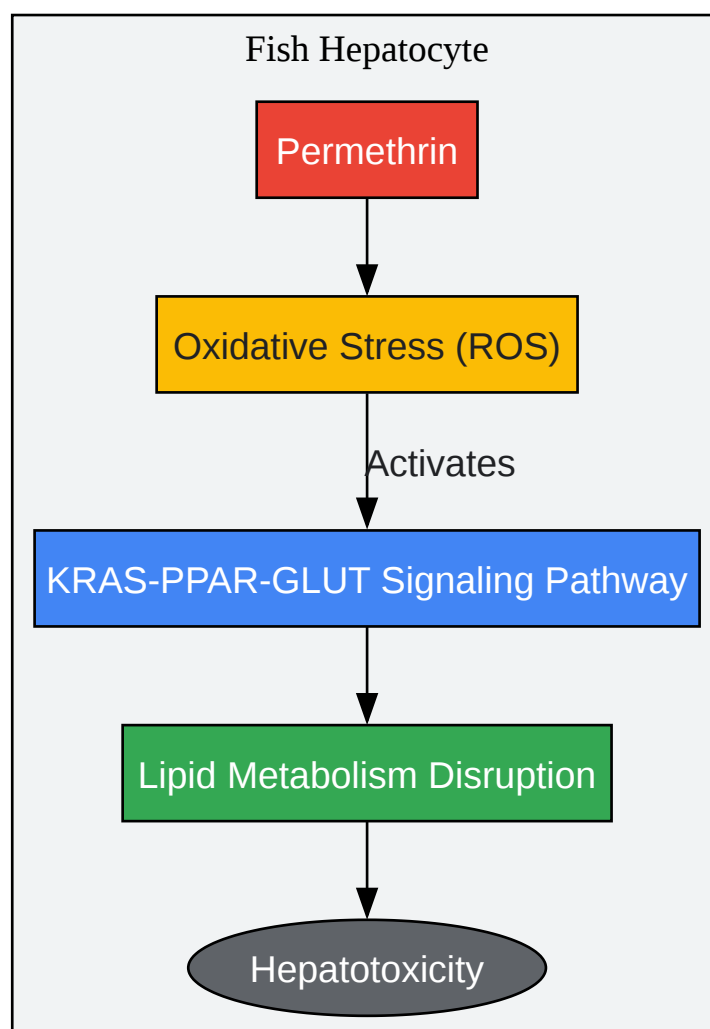 Fish Hepatocyte
Permethrin
Oxidative Stress (ROS)
Activates
KRAS-PPAR-GLUT Signaling Pathway
Lipid Metabolism Disruption
Hepatotoxicity